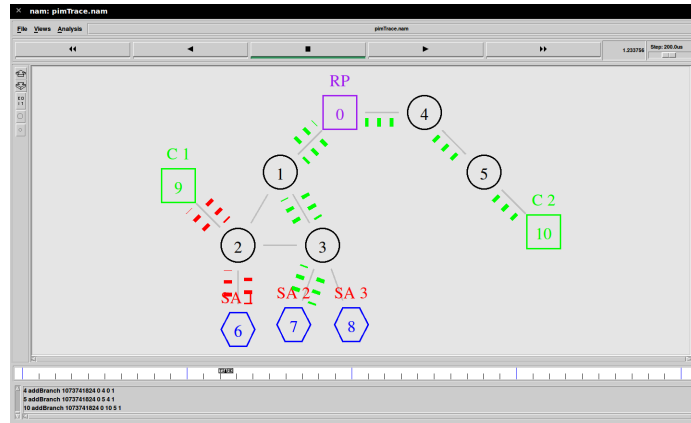 nam: pimTrace.nam
File Views Analysis pimTrace.nam
1.233756 Step: 200.0us
RP
0
4
C 1
1
5
9
C 2
10
2
3
SA 1
SA 2
SA 3
6
7
8
4 addBranch 1073741824 0 4 0 1
5 addBranch 1073741824 0 5 4 1
10 addBranch 1073741824 0 10 5 1